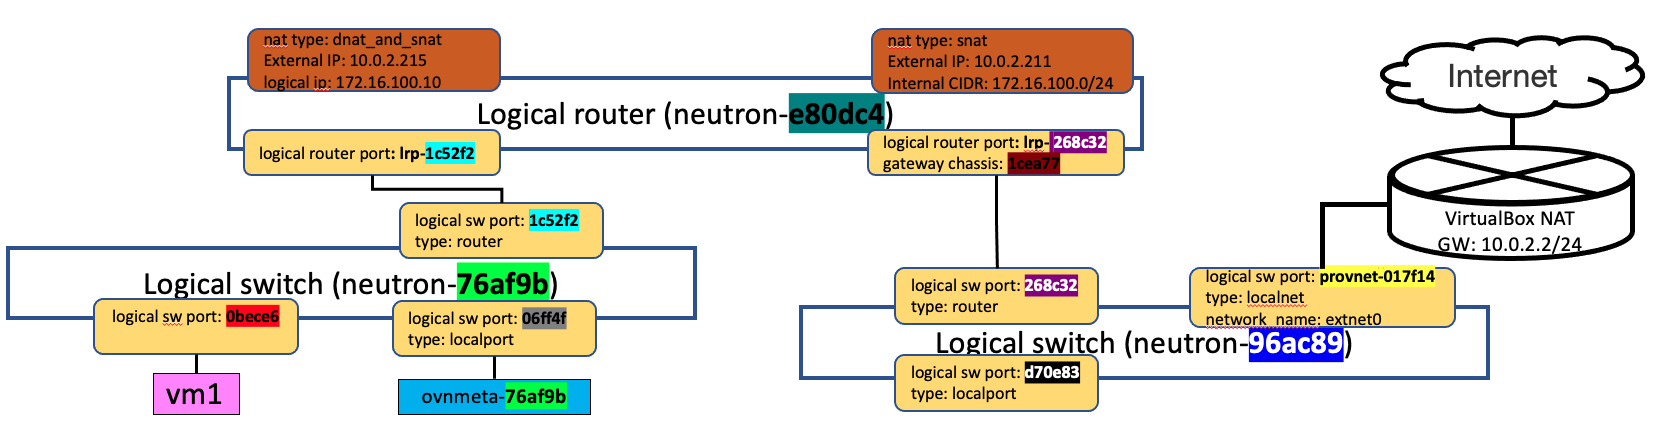 nat type: dnat_and_snat
External IP: 10.0.2.215
logical ip: 172.16.100.10
nat type: snat
External IP: 10.0.2.211
Internal CIDR: 172.16.100.0/24
Internet
Logical router (neutron-e80dc4)
logical router port: lrp-1c52f2
logical router port: lrp- 268c32
gateway chassis: 1cea77
logical sw port: 1c52f2
type: router
VirtualBox NAT
GW: 10.0.2.2/24
Logical switch (neutron-76af9b)
logical sw port: 268c32
type: router
logical sw port: provnet-017f14
type: localnet
network_name: extnet0
logical sw port: 0bece6
logical sw port: 06ff4f
type: localport
Logical switch (neutron-96ac89)
logical sw port: d70e83
type: localport
vm1
ovnmeta-76af9b